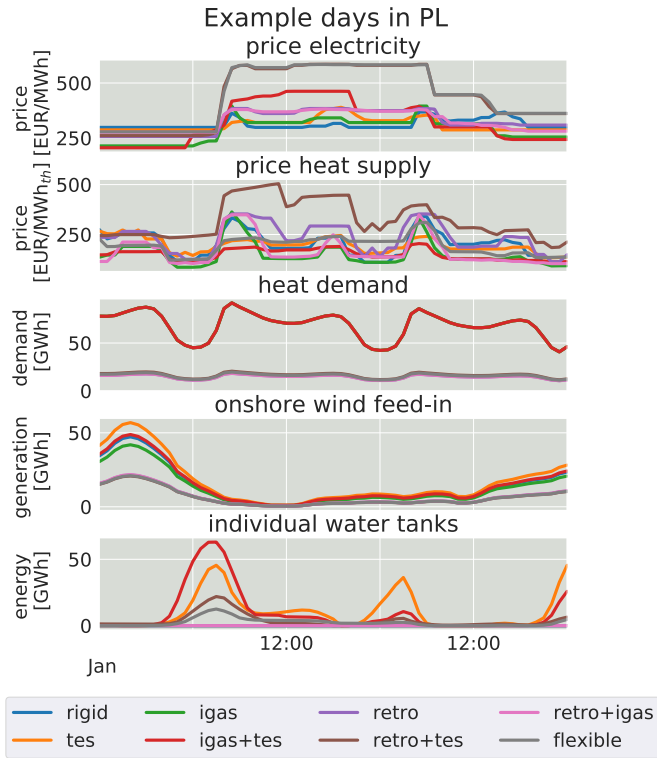 Example days in PL
price electricity
price
[EUR/MWh]
500
250
price heat supply
price
[EUR/MWh_th]
500
250
heat demand
demand
[GWh]
50
0
onshore wind feed-in
generation
[GWh]
50
0
individual water tanks
energy
[GWh]
50
0
12:00 12:00
Jan
rigid igas retro retro+igas
tes igas+tes retro+tes flexible